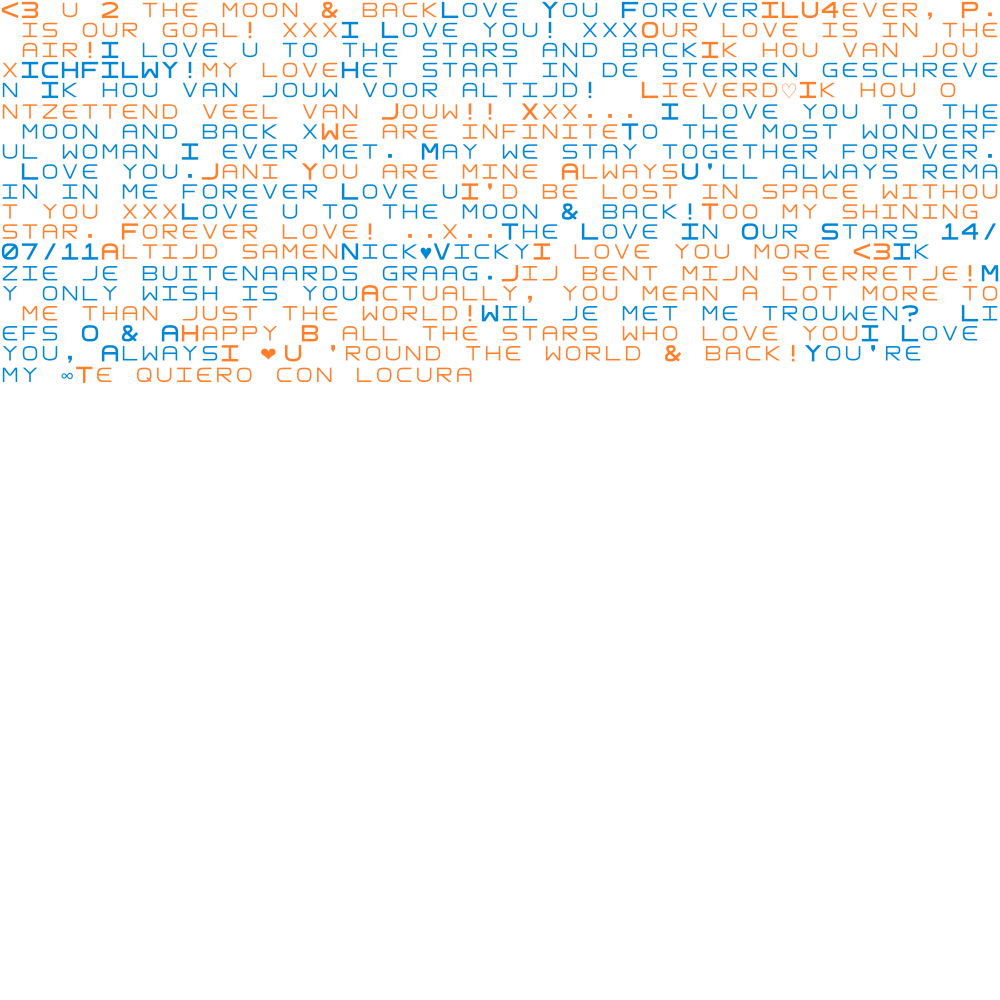 <3 U 2 THE MOON & BACKLOVE YOU FOREVERILU4EVER, P.
IS OUR GOAL! XXXI LOVE YOU! XXXOUR LOVE IS IN THE
AIR!I LOVE U TO THE STARS AND BACKIK HOU VAN JOU
XICHFILWY!MY LOVEHET STAAT IN DE STERREN GESCHREVE
N IK HOU VAN JOUW VOOR ALTIJD!  LIEVERD♡IK HOU O
NTZETTEND VEEL VAN JOUW!! XXX... I LOVE YOU TO THE
MOON AND BACK XWE ARE INFINITETO THE MOST WONDERF
UL WOMAN I EVER MET. MAY WE STAY TOGETHER FOREVER.
LOVE YOU.JANI YOU ARE MINE ALWAYSU'LL ALWAYS REMA
IN IN ME FOREVER LOVE UI'D BE LOST IN SPACE WITHOU
T YOU XXXLOVE U TO THE MOON & BACK!TOO MY SHINING
STAR. FOREVER LOVE! ..X..THE LOVE IN OUR STARS 14/
07/11ALTIJD SAMENNICK♥VICKYI LOVE YOU MORE <3IK
ZIE JE BUITENAARDS GRAAG.JIJ BENT MIJN STERRETJE!M
Y ONLY WISH IS YOUACTUALLY, YOU MEAN A LOT MORE TO
ME THAN JUST THE WORLD!WIL JE MET ME TROUWEN?  LI
EFS O & AHAPPY B ALL THE STARS WHO LOVE YOUI LOVE
YOU, ALWAYSI ❤U 'ROUND THE WORLD & BACK!YOU'RE
MY ∞TE QUIERO CON LOCURA